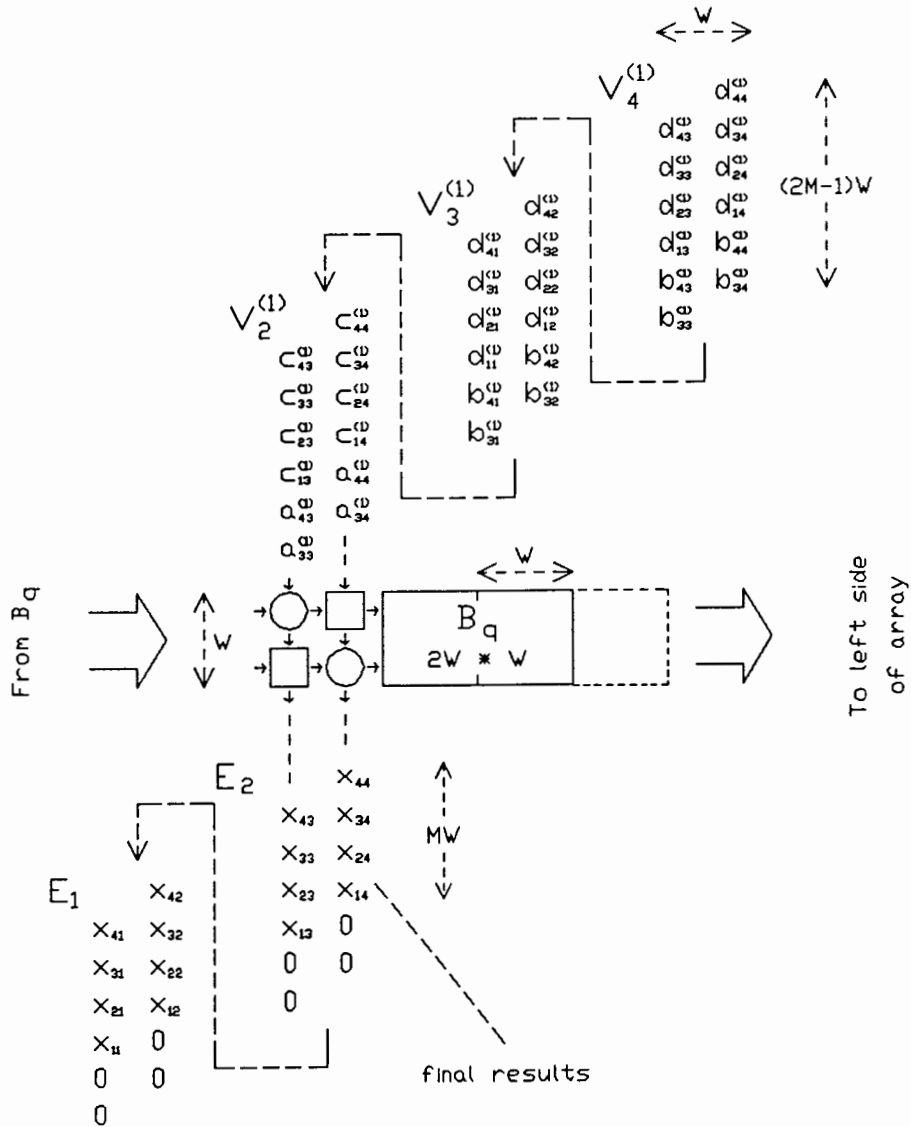 W
V₄⁽¹⁾
d₄₄⁽¹⁾
d₄₃⁽¹⁾ d₃₄⁽¹⁾
d₃₃⁽¹⁾ d₂₄⁽¹⁾
d₂₃⁽¹⁾ d₁₄⁽¹⁾
d₁₃⁽¹⁾ b₄₄⁽¹⁾
b₄₃⁽¹⁾ b₃₄⁽¹⁾
b₃₃⁽¹⁾
(2M-1)W
V₃⁽¹⁾
d₄₂⁽¹⁾
d₄₁⁽¹⁾ d₃₂⁽¹⁾
d₃₁⁽¹⁾ d₂₂⁽¹⁾
d₂₁⁽¹⁾ d₁₂⁽¹⁾
d₁₁⁽¹⁾ b₄₂⁽¹⁾
b₄₁⁽¹⁾ b₃₂⁽¹⁾
b₃₁⁽¹⁾
V₂⁽¹⁾
c₄₄⁽¹⁾
c₄₃⁽¹⁾ c₃₄⁽¹⁾
c₃₃⁽¹⁾ c₂₄⁽¹⁾
c₂₃⁽¹⁾ c₁₄⁽¹⁾
c₁₃⁽¹⁾ a₄₄⁽¹⁾
a₄₃⁽¹⁾ a₃₄⁽¹⁾
a₃₃⁽¹⁾
From Bq
W
W
Bq
2W * W
To left side
of array
E₂
x₄₄
x₄₃ x₃₄
x₃₃ x₂₄
x₂₃ x₁₄
x₁₃ 0
0 0
0
MW
E₁
x₄₂
x₄₁ x₃₂
x₃₁ x₂₂
x₂₁ x₁₂
x₁₁ 0
0 0
0
final results